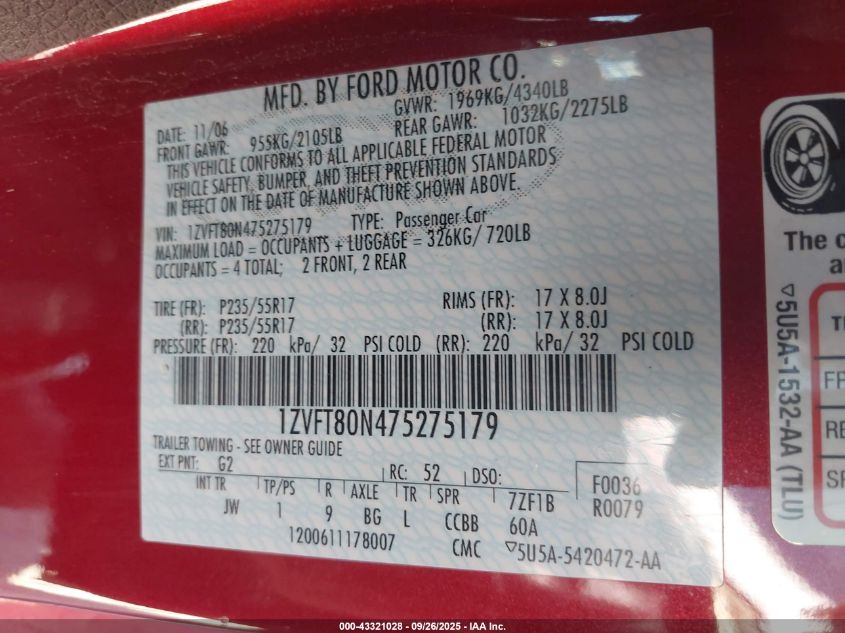 MFD. BY FORD MOTOR CO.
DATE: 11/06 GVWR: 1969KG/4340LB
FRONT GAWR: 955KG/2105LB REAR GAWR: 1032KG/2275LB
THIS VEHICLE CONFORMS TO ALL APPLICABLE FEDERAL MOTOR
VEHICLE SAFETY, BUMPER, AND THEFT PREVENTION STANDARDS
IN EFFECT ON THE DATE OF MANUFACTURE SHOWN ABOVE.
VIN: 1ZVFT80N475275179 TYPE: Passenger Car
MAXIMUM LOAD = OCCUPANTS + LUGGAGE = 326KG/ 720LB
OCCUPANTS = 4 TOTAL; 2 FRONT, 2 REAR
TIRE (FR): P235/55R17 RIMS (FR): 17 X 8.0J
(RR): P235/55R17 (RR): 17 X 8.0J
PRESSURE (FR): 220 kPa/ 32 PSI COLD (RR): 220 kPa/ 32 PSI COLD
1ZVFT80N475275179
TRAILER TOWING - SEE OWNER GUIDE
EXT PNT: G2 RC: 52 DSO: F0036
INT TR TP/PS R AXLE TR SPR 7ZF1B R0079
JW 1 9 BG L CCBB 60A
1200611178007 CMC ▽5U5A-5420472-AA
▽5U5A-1532-AA (TLU)
The
FR
000-43321028 - 09/26/2025 - IAA Inc.